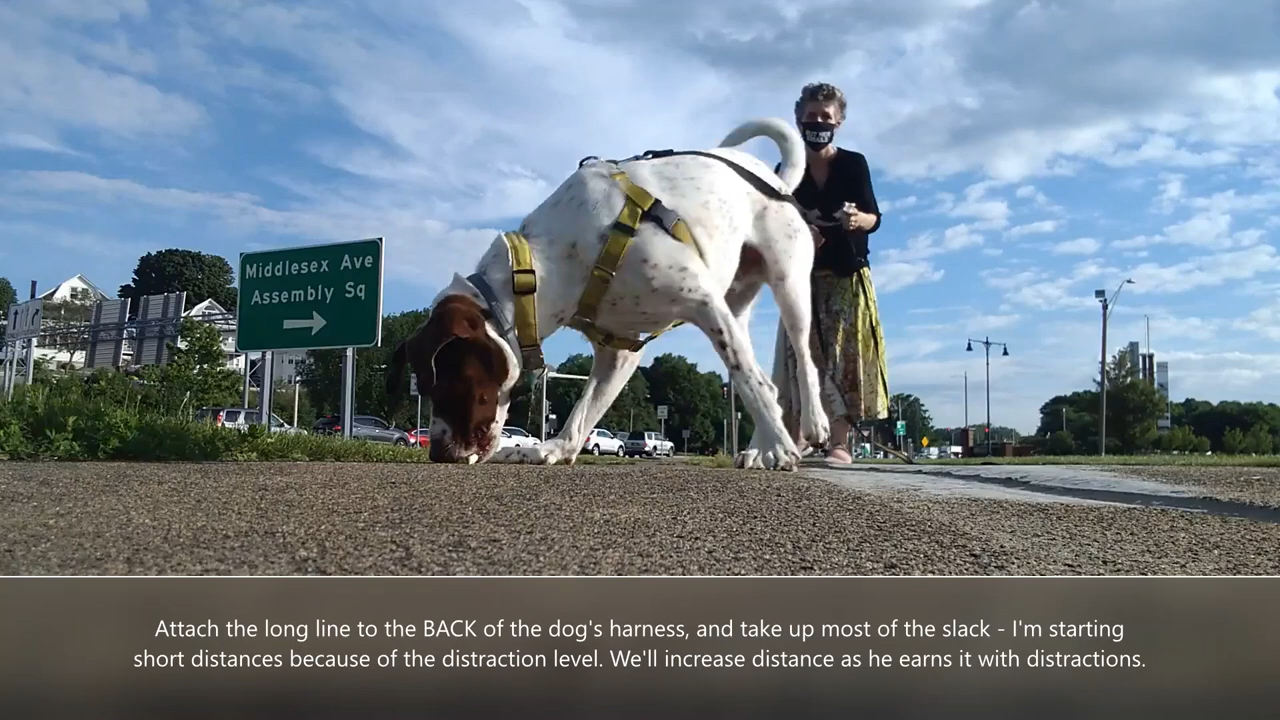 Middlesex Ave
Assembly Sq
Attach the long line to the BACK of the dog's harness, and take up most of the slack - I'm starting
short distances because of the distraction level. We'll increase distance as he earns it with distractions.